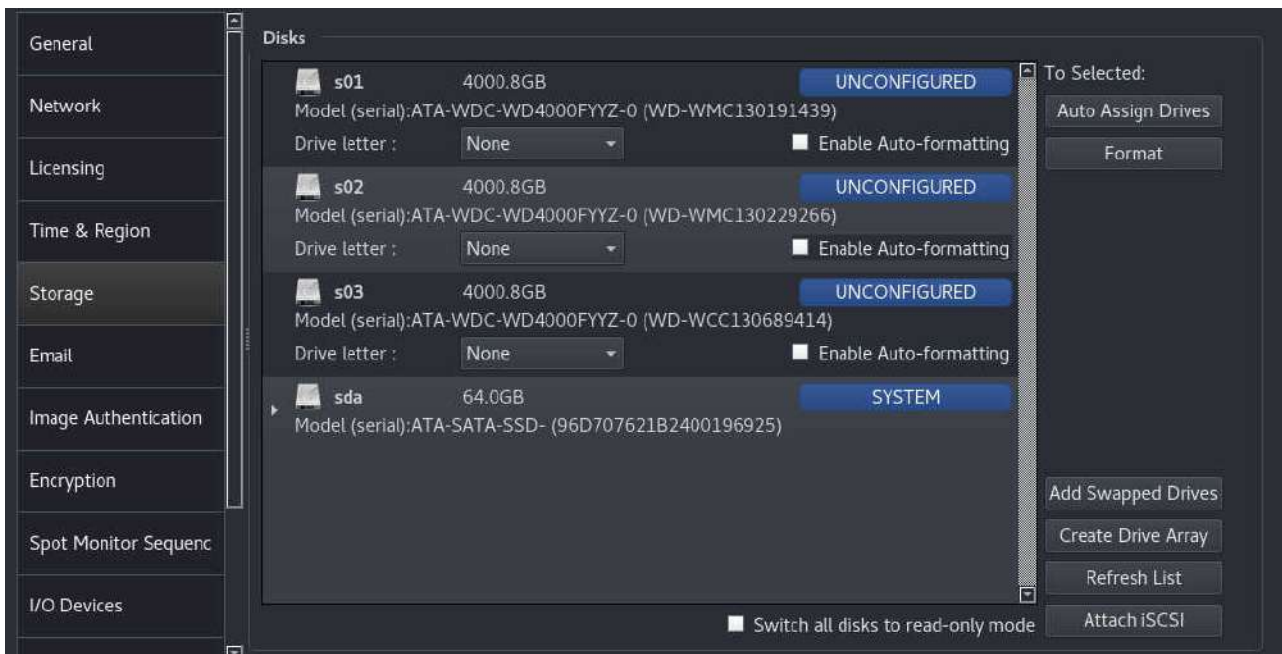 General
Network
Licensing
Time & Region
Storage
Email
Image Authentication
Encryption
Spot Monitor Sequenc
I/O Devices
Disks
s01 4000.8GB UNCONFIGURED
Model (serial):ATA-WDC-WD4000FYYZ-0 (WD-WMC130191439)
Drive letter : None Enable Auto-formatting
s02 4000.8GB UNCONFIGURED
Model (serial):ATA-WDC-WD4000FYYZ-0 (WD-WMC130229266)
Drive letter : None Enable Auto-formatting
s03 4000.8GB UNCONFIGURED
Model (serial):ATA-WDC-WD4000FYYZ-0 (WD-WCC130689414)
Drive letter : None Enable Auto-formatting
sda 64.0GB SYSTEM
Model (serial):ATA-SATA-SSD- (96D707621B2400196925)
Switch all disks to read-only mode
To Selected:
Auto Assign Drives
Format
Add Swapped Drives
Create Drive Array
Refresh List
Attach iSCSI